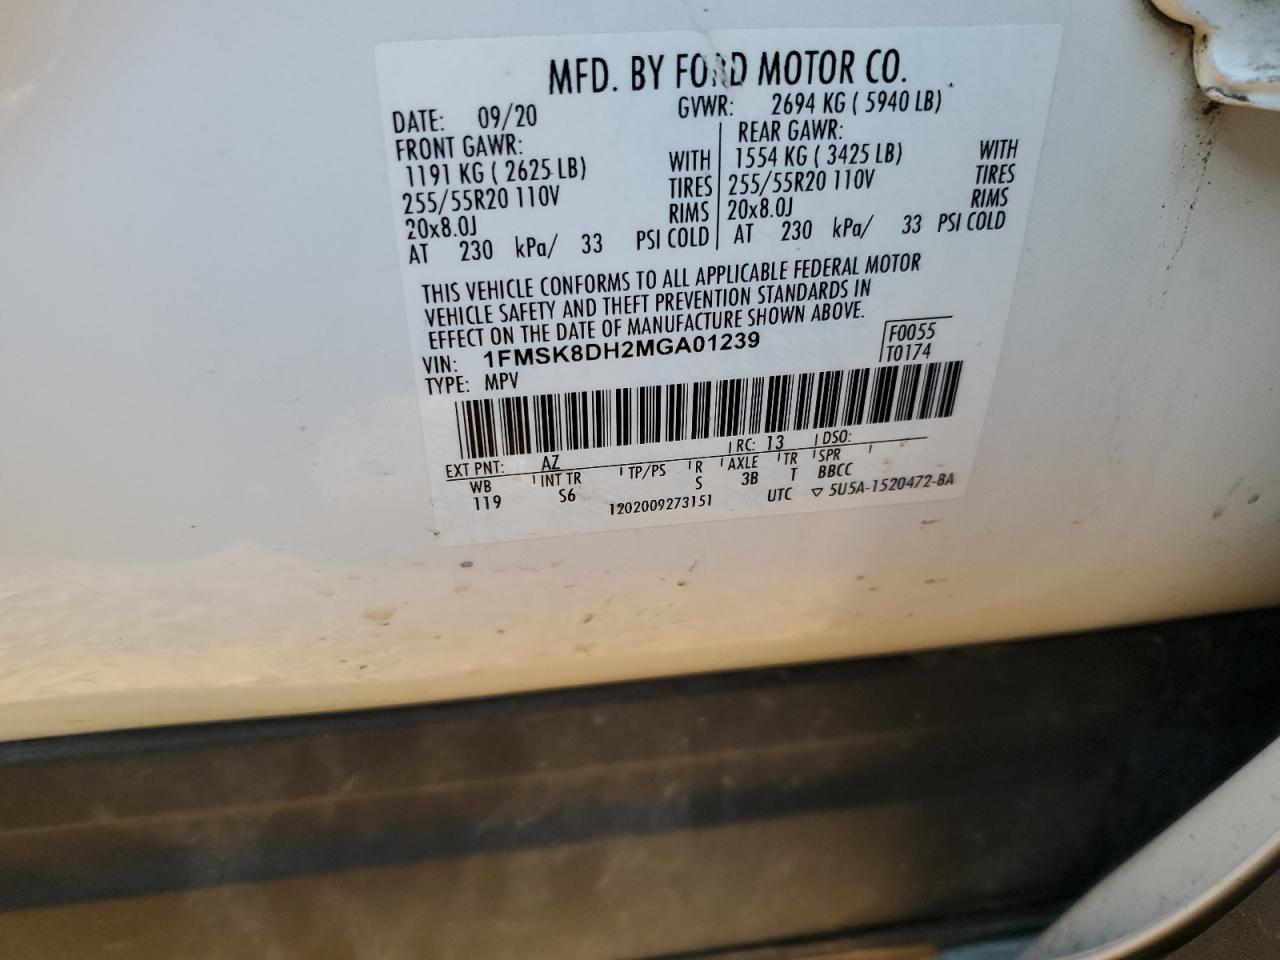 MFD. BY FORD MOTOR CO.
DATE: 09/20 GVWR: 2694 KG ( 5940 LB)
FRONT GAWR:
1191 KG ( 2625 LB) WITH
255/55R20 110V TIRES
20x8.0J RIMS
AT 230 kPa/ 33 PSI COLD
REAR GAWR:
1554 KG ( 3425 LB) WITH
255/55R20 110V TIRES
20x8.0J RIMS
AT 230 kPa/ 33 PSI COLD
THIS VEHICLE CONFORMS TO ALL APPLICABLE FEDERAL MOTOR
VEHICLE SAFETY AND THEFT PREVENTION STANDARDS IN
EFFECT ON THE DATE OF MANUFACTURE SHOWN ABOVE.
VIN: 1FMSK8DH2MGA01239 F0055
TYPE: MPV T0174
EXT PNT: AZ RC: 13 DSO:
WB INT TR TP/PS R AXLE TR SPR
119 S6 S 3B T BBCC
1202009273151 UTC ▽ 5U5A-1520472-BA